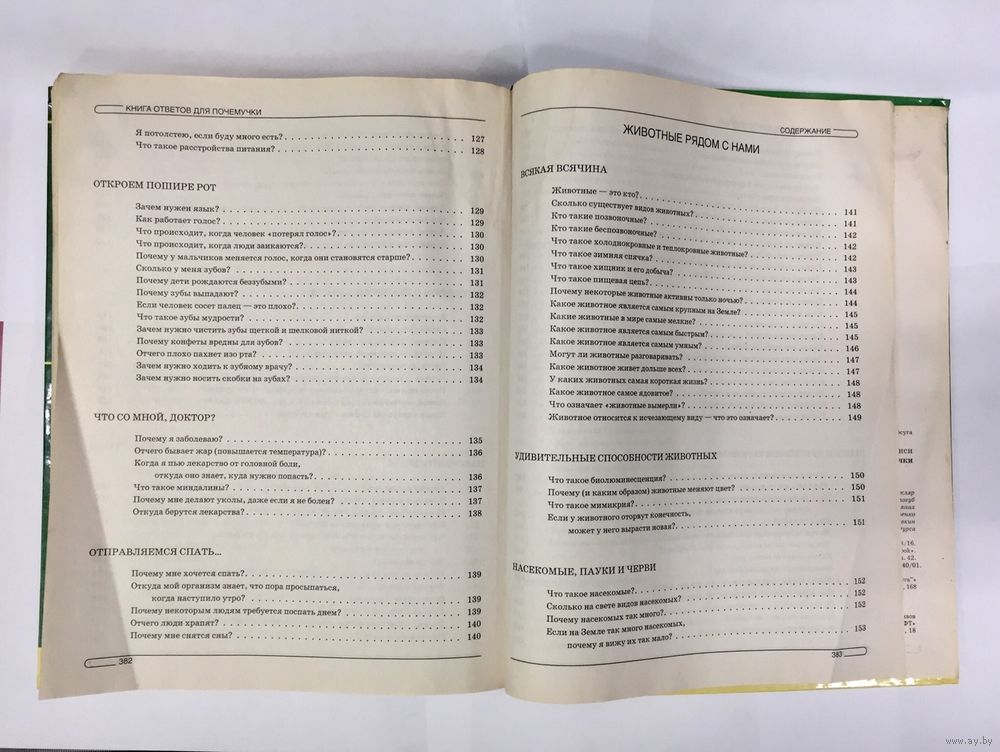 КНИГА ОТВЕТОВ ДЛЯ ПОЧЕМУЧКИ
Я потолстею, если буду много есть? 127
Что такое расстройства питания? 128
ОТКРОЕМ ПОШИРЕ РОТ
Зачем нужен язык? 129
Как работает голос? 129
Что происходит, когда человек «потерял голос»? 130
Что происходит, когда люди заикаются? 130
Почему у мальчиков меняется голос, когда они становятся старше? 130
Сколько у меня зубов? 131
Почему дети рождаются беззубыми? 131
Почему зубы выпадают? 132
Если человек сосет палец — это плохо? 132
Что такое зубы мудрости? 132
Зачем нужно чистить зубы щеткой и шелковой ниткой? 133
Почему конфеты вредны для зубов? 133
Отчего плохо пахнет изо рта? 133
Зачем нужно ходить к зубному врачу? 134
Зачем нужно носить скобки на зубах? 134
ЧТО СО МНОЙ, ДОКТОР?
Почему я заболеваю? 135
Отчего бывает жар (повышается температура)? 136
Когда я пью лекарство от головной боли,
откуда оно знает, куда нужно попасть? 136
Что такое миндалины? 137
Почему мне делают уколы, даже если я не болен? 137
Откуда берутся лекарства? 138
ОТПРАВЛЯЕМСЯ СПАТЬ...
Почему мне хочется спать? 139
Откуда мой организм знает, что пора просыпаться,
когда наступило утро? 139
Почему некоторым людям требуется поспать днем? 139
Отчего люди храпят? 140
Почему мне снятся сны? 140
382
СОДЕРЖАНИЕ
ЖИВОТНЫЕ РЯДОМ С НАМИ
ВСЯКАЯ ВСЯЧИНА
Животные — это кто? 141
Сколько существует видов животных? 141
Кто такие позвоночные? 142
Кто такие беспозвоночные? 142
Что такое холоднокровные и теплокровные животные? 142
Что такое зимняя спячка? 143
Что такое хищник и его добыча? 143
Что такое пищевая цепь? 144
Почему некоторые животные активны только ночью? 144
Какое животное является самым крупным на Земле? 145
Какие животные в мире самые мелкие? 145
Какое животное является самым быстрым? 145
Какое животное является самым умным? 146
Могут ли животные разговаривать? 147
Какое животное живет дольше всех? 147
У каких животных самая короткая жизнь? 148
Какое животное самое ядовитое? 148
Что означает «животные вымерли»? 148
Животное относится к исчезающему виду — что это означает? 149
УДИВИТЕЛЬНЫЕ СПОСОБНОСТИ ЖИВОТНЫХ
Что такое биолюминесценция? 150
Почему (и каким образом) животные меняют цвет? 150
Что такое мимикрия? 151
Если у животного оторвут конечность,
может у него вырасти новая? 151
НАСЕКОМЫЕ, ПАУКИ И ЧЕРВИ
Что такое насекомые? 152
Сколько на свете видов насекомых? 152
Почему насекомых так много? 152
Если на Земле так много насекомых,
почему я вижу их так мало? 153
383
www.ay.by